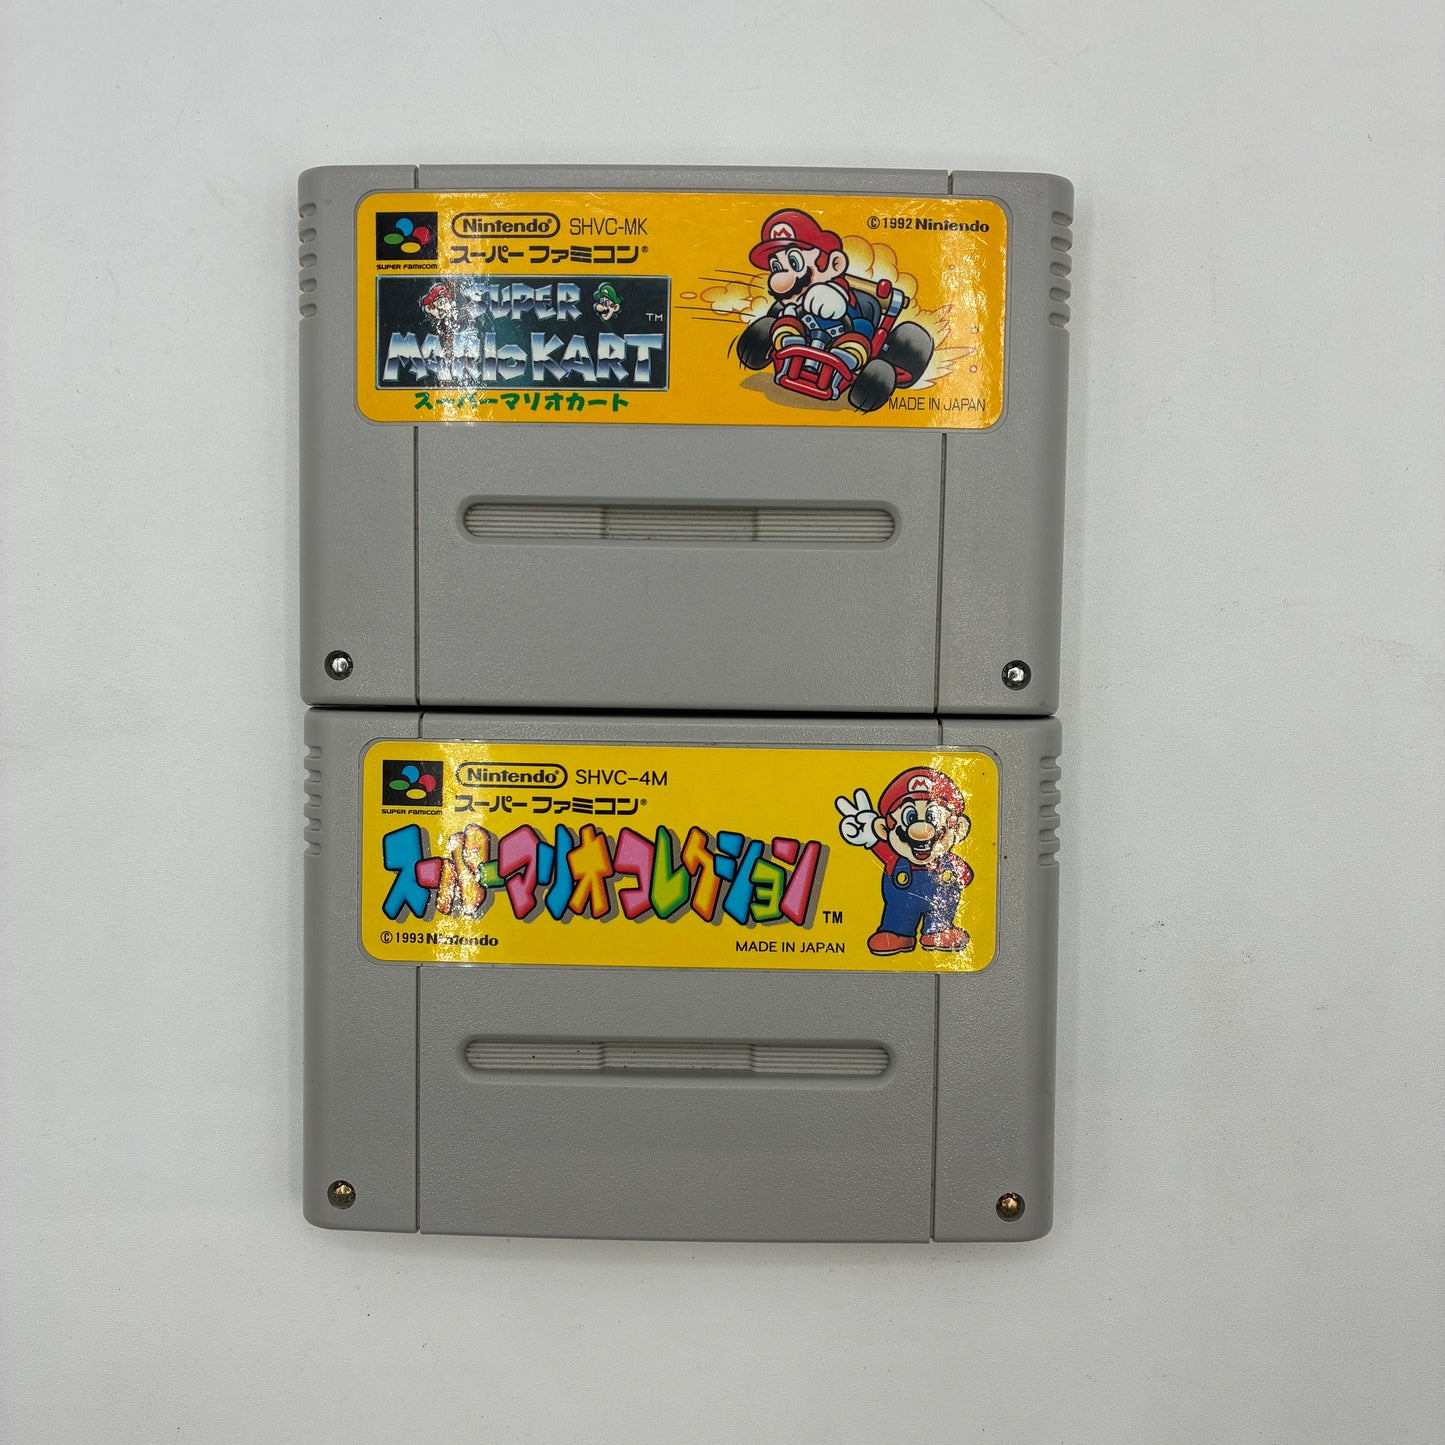 SUPER FAMICOM
Nintendo® SHVC-MK
スーパーファミコン®
© 1992 Nintendo
SUPER
MARIO KART TM
スーパーマリオカート
MADE IN JAPAN
SUPER FAMICOM
Nintendo® SHVC-4M
スーパーファミコン®
スーパーマリオコレクション TM
© 1993 Nintendo
MADE IN JAPAN